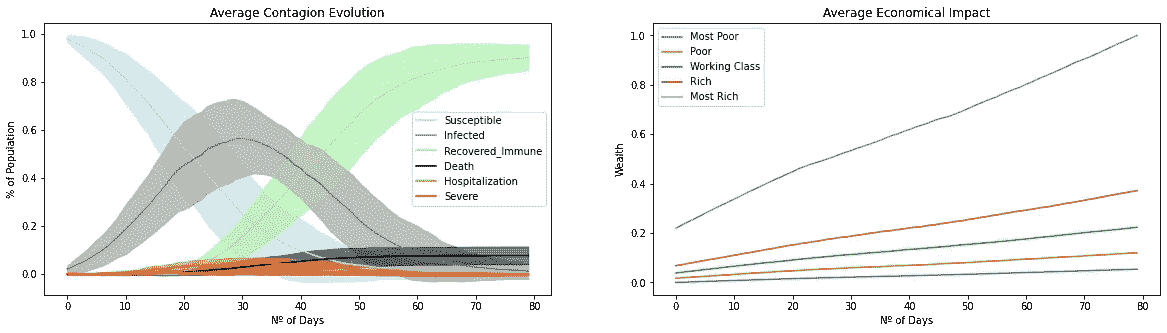 Average Contagion Evolution
% of Population
1.0
0.8
0.6
0.4
0.2
0.0
Susceptible
Infected
Recovered_Immune
Death
Hospitalization
Severe
0 10 20 30 40 50 60 70 80
Nº of Days
Average Economical Impact
Wealth
1.0
0.8
0.6
0.4
0.2
0.0
Most Poor
Poor
Working Class
Rich
Most Rich
0 10 20 30 40 50 60 70 80
Nº of Days